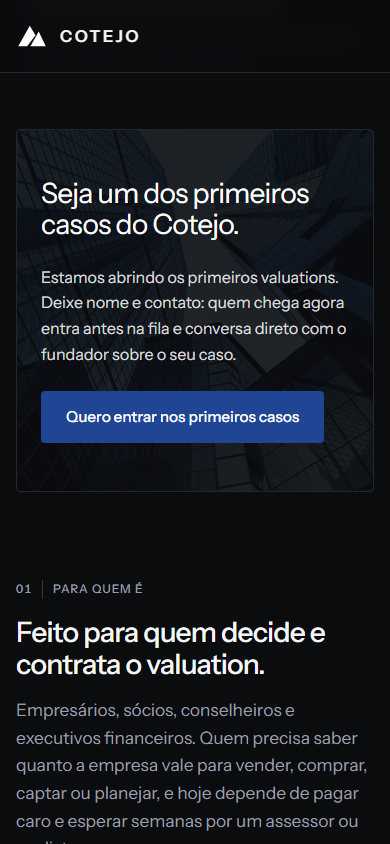 COTEJO
Seja um dos primeiros
casos do Cotejo.
Estamos abrindo os primeiros valuations.
Deixe nome e contato: quem chega agora
entra antes na fila e conversa direto com o
fundador sobre o seu caso.
Quero entrar nos primeiros casos
01 | PARA QUEM É
Feito para quem decide e
contrata o valuation.
Empresários, sócios, conselheiros e
executivos financeiros. Quem precisa saber
quanto a empresa vale para vender, comprar,
captar ou planejar, e hoje depende de pagar
caro e esperar semanas por um assessor ou